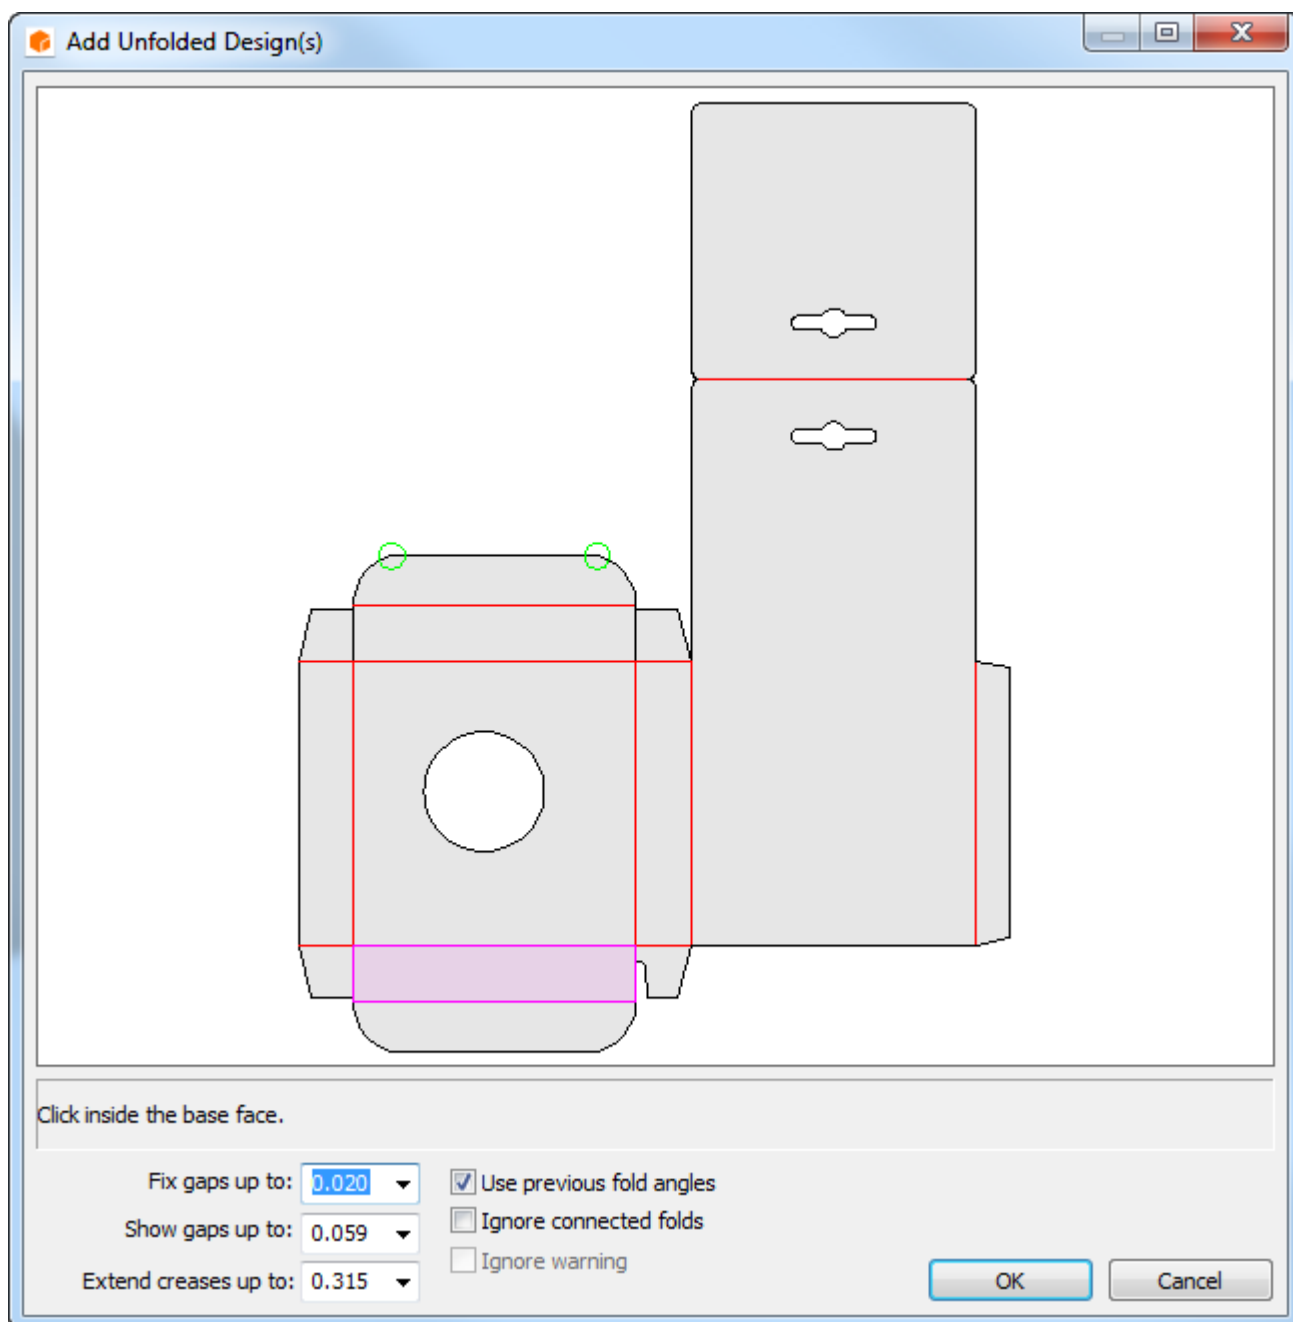 Add Unfolded Design(s)
Click inside the base face.
Fix gaps up to: 0.020
Use previous fold angles
Show gaps up to: 0.059
Ignore connected folds
Extend creases up to: 0.315
Ignore warning
OK
Cancel